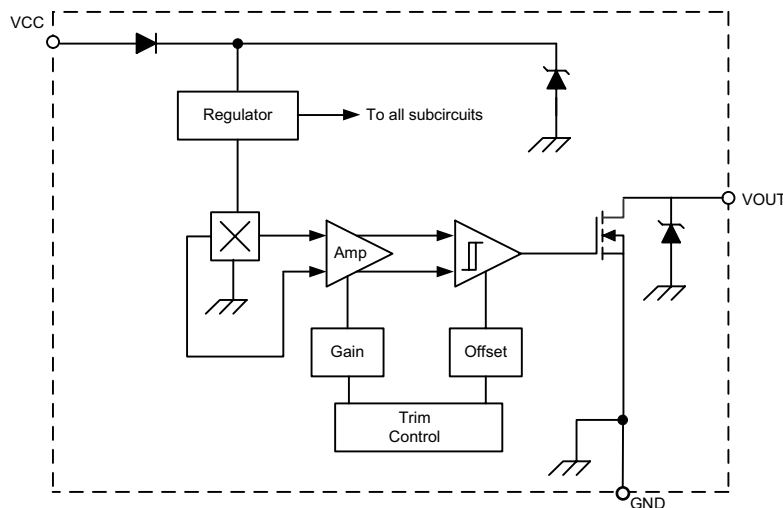 VCC
Regulator
To all subcircuits
VOUT
Amp
Gain
Offset
Trim
Control
GND